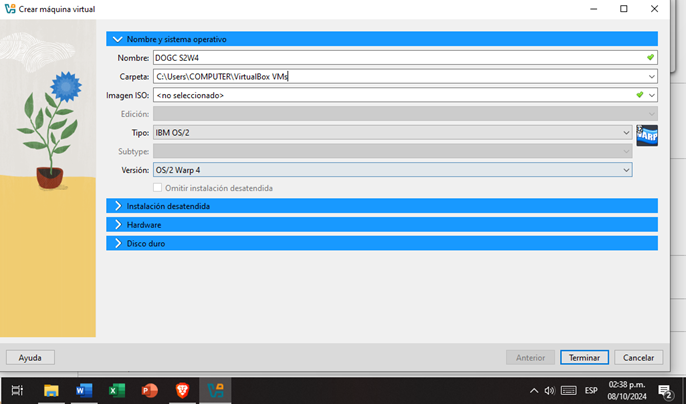 Crear máquina virtual
Nombre y sistema operativo
Nombre: DOGC S2W4
Carpeta: C:\Users\COMPUTER\VirtualBox VMs
Imagen ISO: <no seleccionado>
Edición:
Tipo: IBM OS/2
WARP
Subtype:
Versión: OS/2 Warp 4
Omitir instalación desatendida
Instalación desatendida
Hardware
Disco duro
Ayuda Anterior Terminar Cancelar
ESP 02:38 p.m.
08/10/2024 2